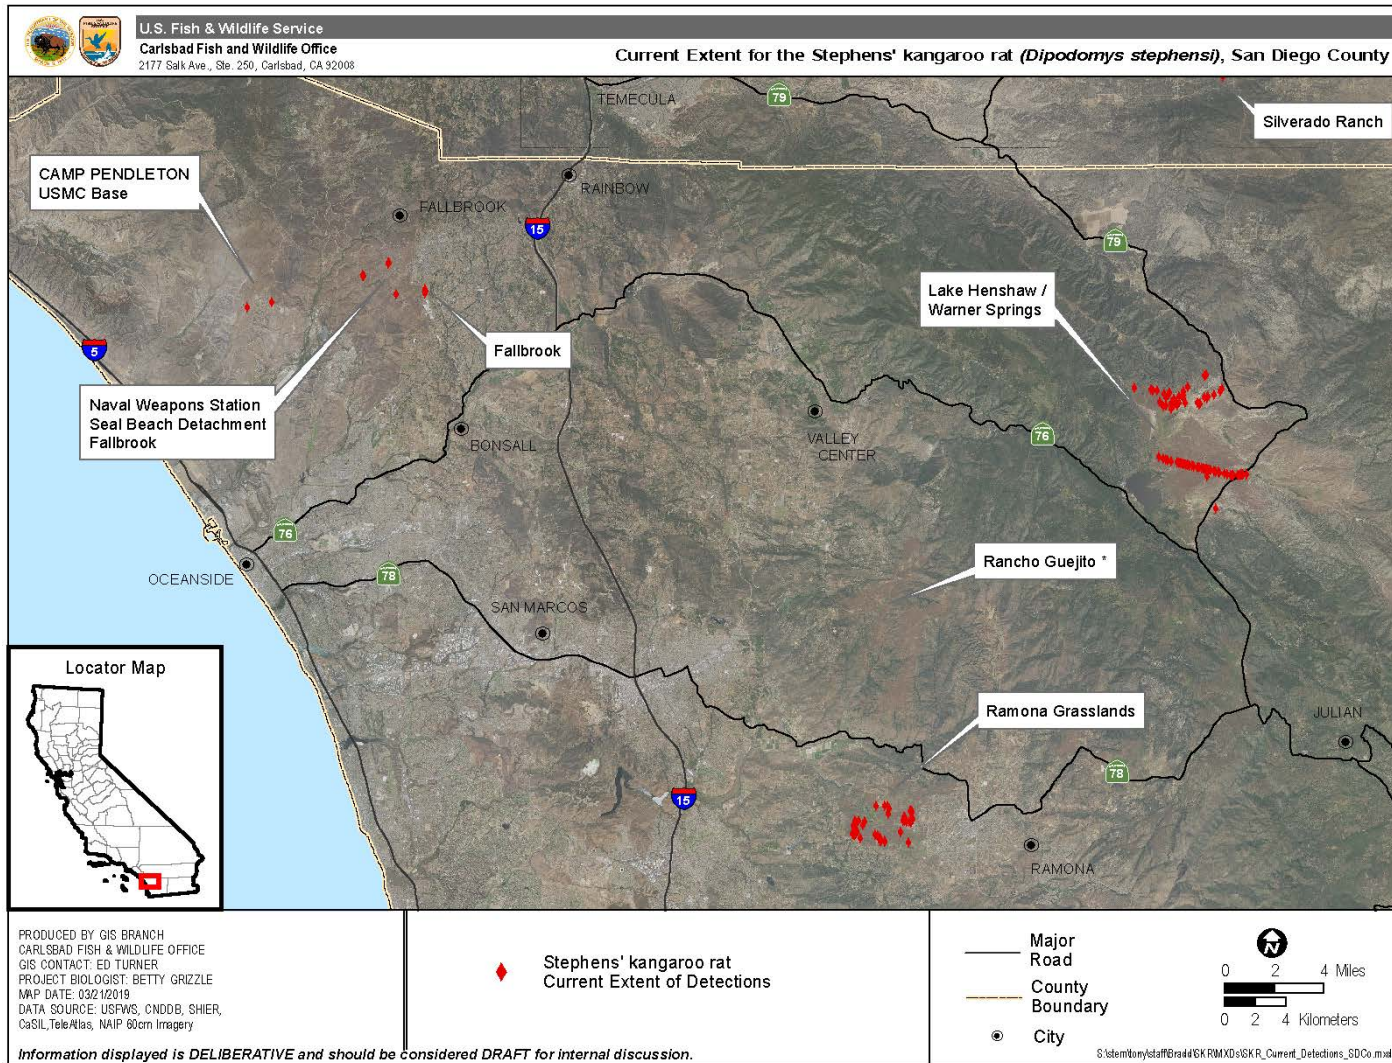 U.S. Fish & Wildlife Service
Carlsbad Fish and Wildlife Office
2177 Salk Ave., Ste. 250, Carlsbad, CA 92008
Current Extent for the Stephens' kangaroo rat (Dipodomys stephensi), San Diego County
TEMECULA
79
Silverado Ranch
CAMP PENDLETON
USMC Base
RAINBOW
FALLBROOK
15
79
Lake Henshaw /
Warner Springs
5
Fallbrook
Naval Weapons Station
Seal Beach Detachment
Fallbrook
BONSALL
VALLEY
CENTER
76
76
OCEANSIDE
78
Rancho Guejito *
SAN MARCOS
Locator Map
Ramona Grasslands
JULIAN
78
15
RAMONA
PRODUCED BY GIS BRANCH
CARLSBAD FISH & WILDLIFE OFFICE
GIS CONTACT: ED TURNER
PROJECT BIOLOGIST: BETTY GRIZZLE
MAP DATE: 03/21/2019
DATA SOURCE: USFWS, CNDDB, SHIER,
CaSIL,TeleAtlas, NAIP 60cm Imagery
Information displayed is DELIBERATIVE and should be considered DRAFT for internal discussion.
Stephens' kangaroo rat
Current Extent of Detections
Major
Road
County
Boundary
City
N
0 2 4 Miles
0 2 4 Kilometers